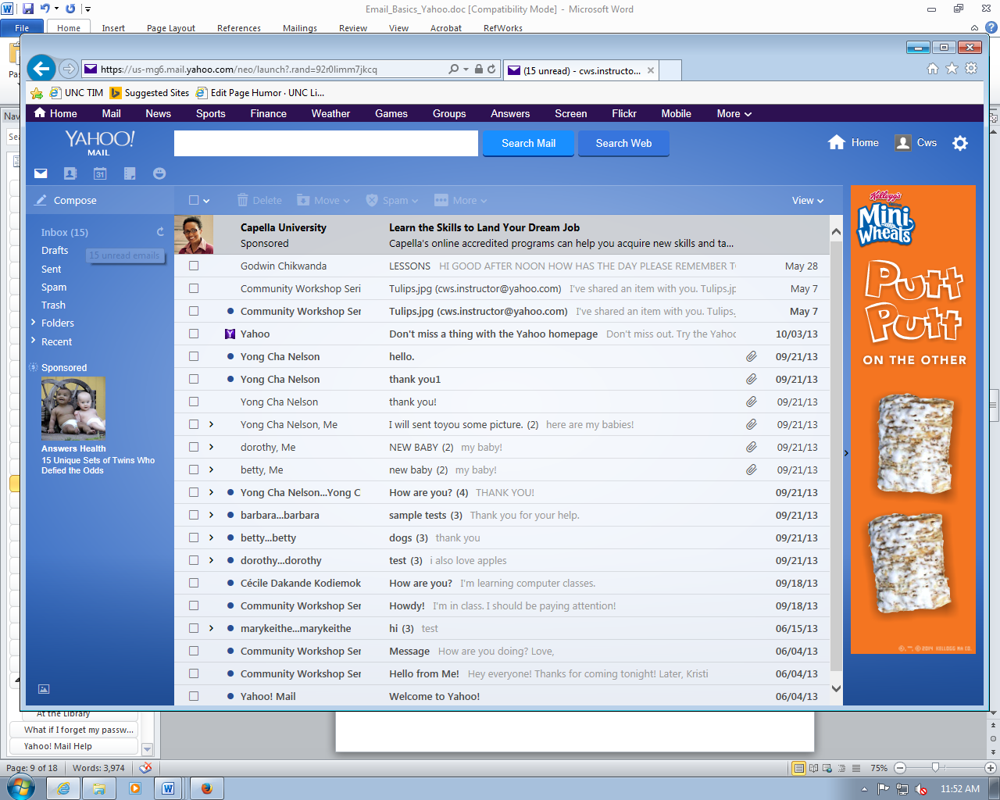 Email_Basics_Yahoo.doc [Compatibility Mode] - Microsoft Word
File Home Insert Page Layout References Mailings Review View Acrobat RefWorks
https://us-mg6.mail.yahoo.com/neo/launch?.rand=92r0limm7jkcq
(15 unread) - cws.instructo...
UNC TIM Suggested Sites Edit Page Humor · UNC Li...
Home Mail News Sports Finance Weather Games Groups Answers Screen Flickr Mobile More
YAHOO!
MAIL
Search Mail Search Web Home Cws
31
Compose
Delete Move Spam More View
Inbox (15)
Drafts
15 unread emails
Sent
Spam
Trash
Folders
Recent
Sponsored
Answers Health
15 Unique Sets of Twins Who
Defied the Odds
Capella University Learn the Skills to Land Your Dream Job
Sponsored Capella's online accredited programs can help you acquire new skills and ta...
Godwin Chikwanda LESSONS HI GOOD AFTER NOON HOW HAS THE DAY PLEASE REMEMBER May 28
Community Workshop Seri Tulips.jpg (cws.instructor@yahoo.com) I've shared an item with you. Tulips.jp May 7
Community Workshop Ser Tulips.jpg (cws.instructor@yahoo.com) I've shared an item with you. Tulips. May 7
Yahoo Don't miss a thing with the Yahoo homepage Don't miss out. Try the Yahoc 10/03/13
Yong Cha Nelson hello. 09/21/13
Yong Cha Nelson thank you1 09/21/13
Yong Cha Nelson thank you! 09/21/13
Yong Cha Nelson, Me I will sent toyou some picture. (2) here are my babies! 09/21/13
dorothy, Me NEW BABY (2) my baby! 09/21/13
betty, Me new baby (2) my baby! 09/21/13
Yong Cha Nelson...Yong C How are you? (4) THANK YOU! 09/21/13
barbara...barbara sample tests (3) Thank you for your help. 09/21/13
betty...betty dogs (3) thank you 09/21/13
dorothy...dorothy test (3) i also love apples 09/21/13
Cécile Dakande Kodiemok How are you? I'm learning computer classes. 09/18/13
Community Workshop Ser Howdy! I'm in class. I should be paying attention! 09/18/13
marykeithe...marykeithe hi (3) test 06/15/13
Community Workshop Ser Message How are you doing? Love, 06/04/13
Community Workshop Ser Hello from Me! Hey everyone! Thanks for coming tonight! Later, Kristi 06/04/13
Yahoo! Mail Welcome to Yahoo! 06/04/13
Kellogg's
Mini
Wheats
Putt
Putt
ON THE OTHER
At the Library
What if I forget my passw...
Yahoo! Mail Help
Page: 9 of 18 Words: 3,974 75%
11:52 AM